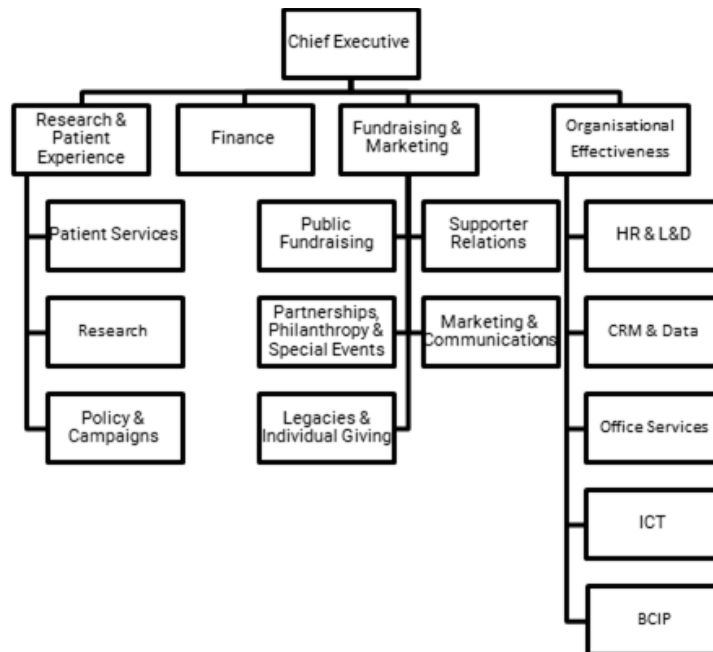 Chief Executive
Research &
Patient
Experience
Finance
Fundraising &
Marketing
Organisational
Effectiveness
Patient Services
Research
Policy &
Campaigns
Public
Fundraising
Supporter
Relations
Partnerships,
Philanthropy &
Special Events
Marketing &
Communications
Legacies &
Individual Giving
HR & L&D
CRM & Data
Office Services
ICT
BCIP